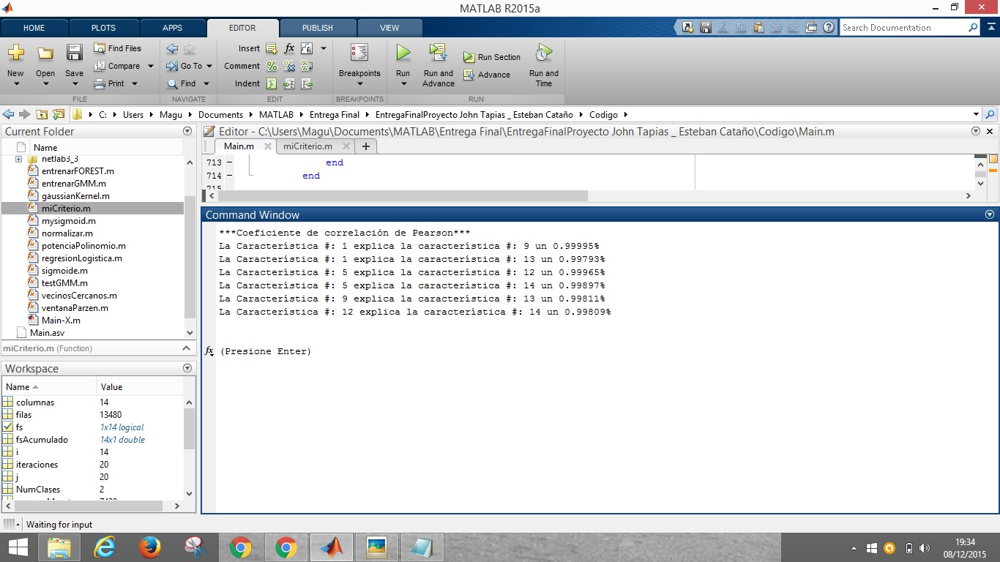 MATLAB R2015a
HOME PLOTS APPS EDITOR PUBLISH VIEW
Search Documentation
New Open Save Find Files Compare Print
FILE
Go To Find
NAVIGATE
Insert fx
Comment
Indent
EDIT
Breakpoints
BREAKPOINTS
Run Run and Advance Run Section Advance Run and Time
RUN
C: Users Magu Documents MATLAB Entrega Final EntregaFinalProyecto John Tapias _ Esteban Cataño Codigo
Current Folder
Name
netlab3_3
entrenarFOREST.m
entrenarGMM.m
gaussianKernel.m
miCriterio.m
mysigmoid.m
normalizar.m
potenciaPolinomio.m
regresionLogistica.m
sigmoide.m
testGMM.m
vecinosCercanos.m
ventanaParzen.m
Main-X.m
Main.asv
miCriterio.m (Function)
Workspace
Name Value
columnas 14
filas 13480
fs 1x14 logical
fsAcumulado 14x1 double
i 14
iteraciones 20
j 20
NumClases 2
Editor - C:\Users\Magu\Documents\MATLAB\Entrega Final\EntregaFinalProyecto John Tapias _ Esteban Cataño\Codigo\Main.m
Main.m miCriterio.m
713 end
714 end
715
Command Window
***Coeficiente de correlación de Pearson***
La Característica #: 1 explica la característica #: 9 un 0.99995%
La Característica #: 1 explica la característica #: 13 un 0.99793%
La Característica #: 5 explica la característica #: 12 un 0.99965%
La Característica #: 5 explica la característica #: 14 un 0.99897%
La Característica #: 9 explica la característica #: 13 un 0.99811%
La Característica #: 12 explica la característica #: 14 un 0.99809%
fx (Presione Enter)
Waiting for input
19:34
08/12/2015